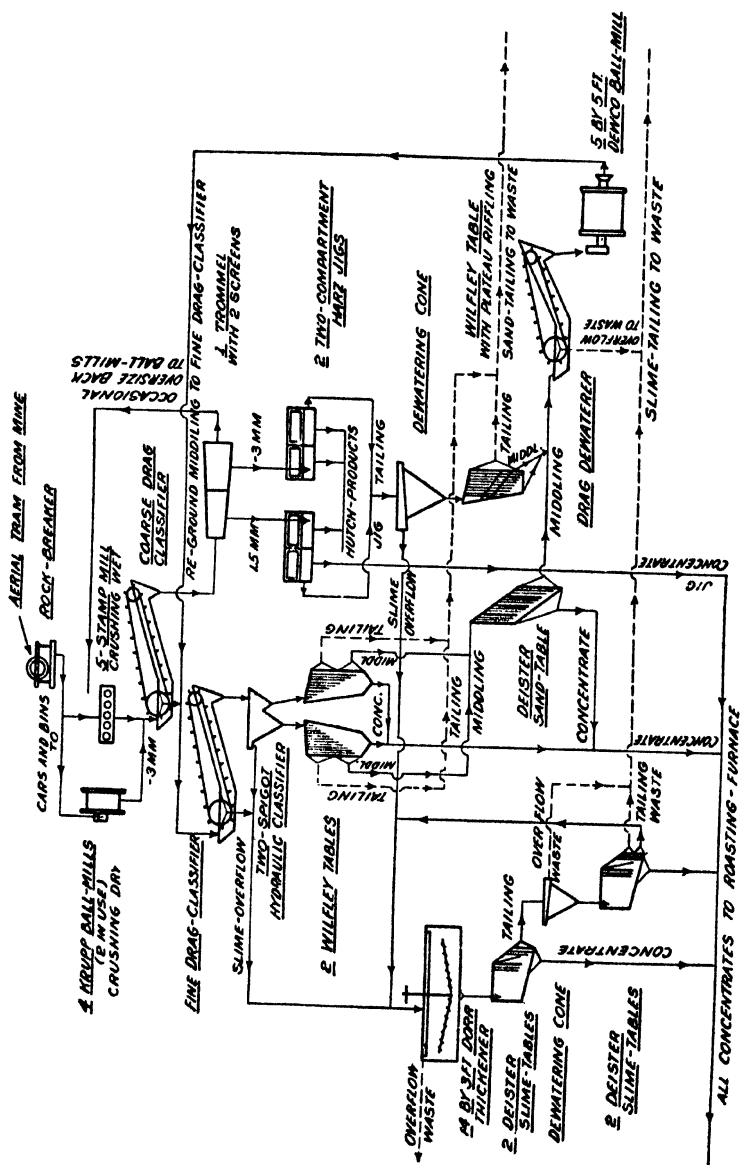 AERIAL TRAM FROM MINE
ROCK-BREAKER
CARS AND BINS
TO
4 KRUPP BALL-MILLS
(2 IN USE)
CRUSHING DRY
-3MM
5-STAMP MILL
CRUSHING WET
OCCASIONAL
OVERSIZE BACK
TO BALL-MILLS
COARSE DRAG
CLASSIFIER
RE-GROUND MIDDLING TO FINE DRAG-CLASSIFIER
1 TROMMEL
WITH 2 SCREENS
FINE DRAG-CLASSIFIER
SLIME-OVERFLOW
TWO-SPIGOT
HYDRAULIC CLASSIFIER
1.5 MM
-3MM
2 TWO-COMPARTMENT
HARZ JIGS
HUTCH-PRODUCTS
JIG TAILING
2 WILFLEY TABLES
TAILING
TAILING
MIDDL
MIDDL
CONC.
SLIME
OVERFLOW
DEWATERING CONE
TAILING
MIDDLING
WILFLEY TABLE
WITH PLATEAU RIFFLING
SAND-TAILING TO WASTE
TAILING
MIDDL.
DEISTER
SAND-TABLE
CONCENTRATE
MIDDLING
DRAG DEWATERER
OVERFLOW
TO WASTE
5 BY 5 FT.
DEWCO BALL-MILL
SLIME-TAILING TO WASTE
OVERFLOW
WASTE
14 BY 3FT DORR
THICKENER
2 DEISTER
SLIME-TABLES
TAILING
CONCENTRATE
DEWATERING CONE
OVERFLOW
WASTE
2 DEISTER
SLIME-TABLES
TAILING
WASTE
CONCENTRATE
JIG
CONCENTRATE
ALL CONCENTRATES TO ROASTING-FURNACE